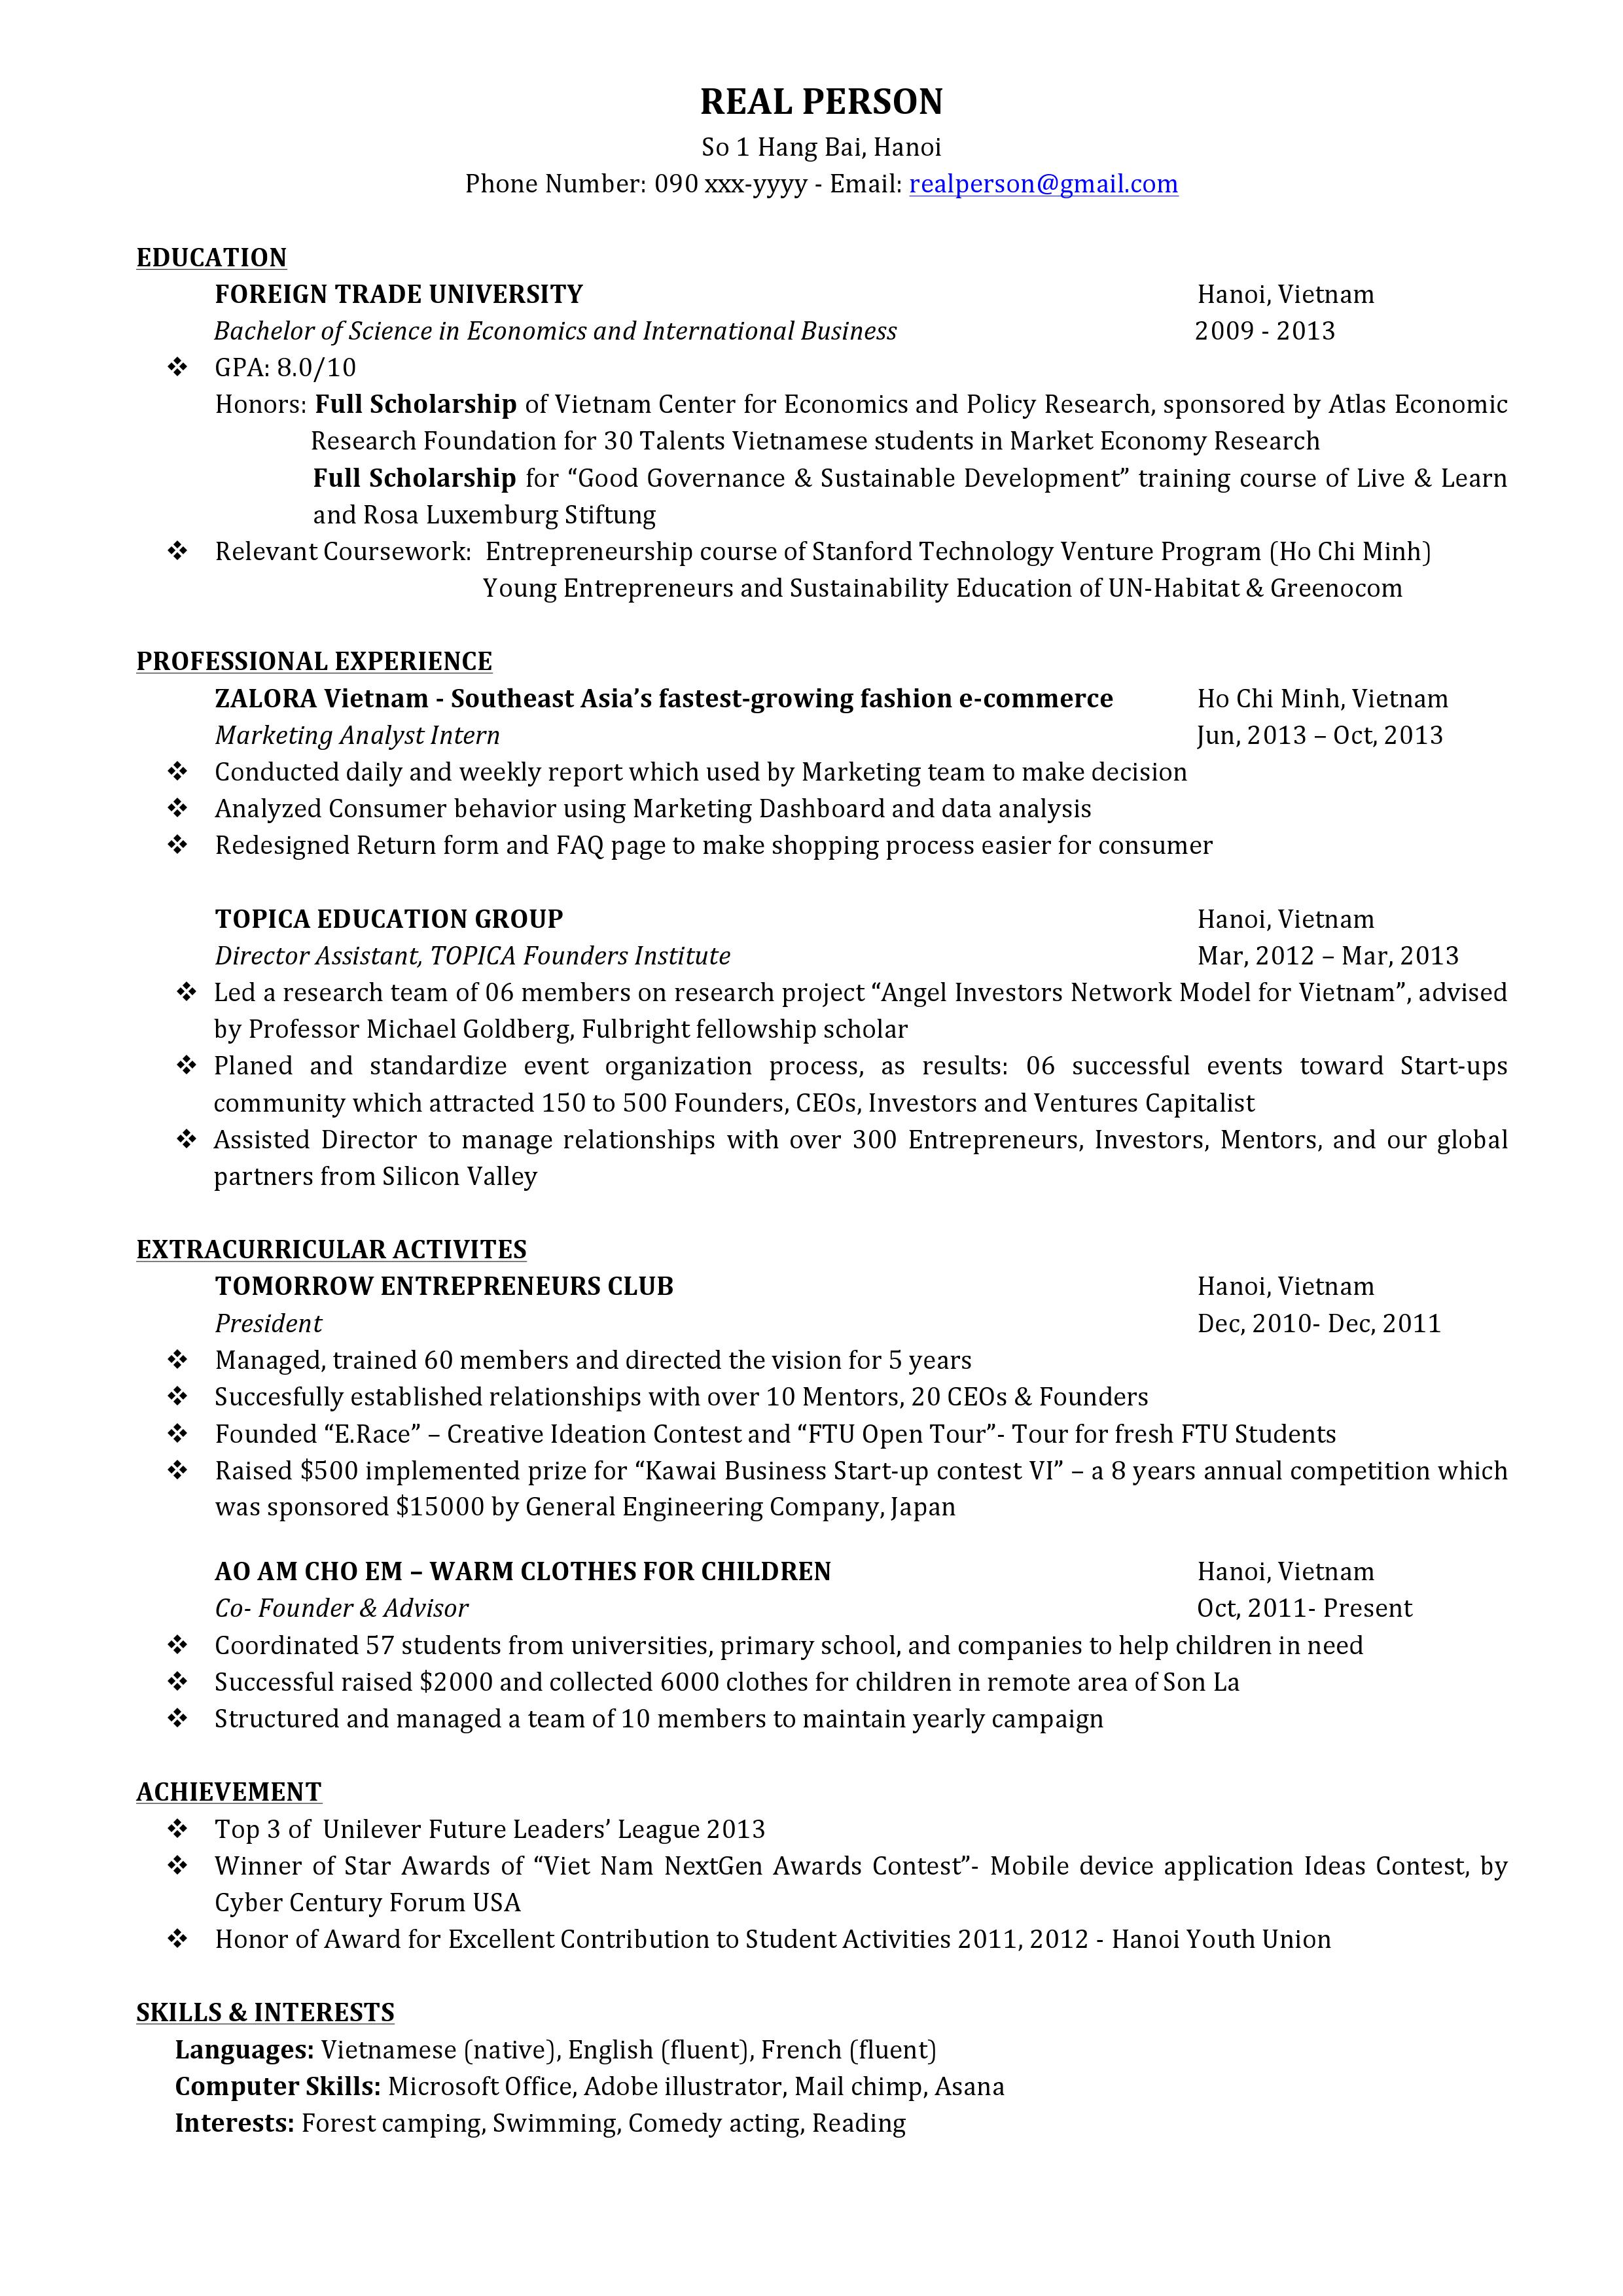 REAL PERSON
So 1 Hang Bai, Hanoi
Phone Number: 090 xxx-yyyy - Email: realperson@gmail.com
EDUCATION
FOREIGN TRADE UNIVERSITY Hanoi, Vietnam
Bachelor of Science in Economics and International Business 2009 - 2013
❖ GPA: 8.0/10
Honors: Full Scholarship of Vietnam Center for Economics and Policy Research, sponsored by Atlas Economic
Research Foundation for 30 Talents Vietnamese students in Market Economy Research
Full Scholarship for “Good Governance & Sustainable Development” training course of Live & Learn
and Rosa Luxemburg Stiftung
❖ Relevant Coursework: Entrepreneurship course of Stanford Technology Venture Program (Ho Chi Minh)
Young Entrepreneurs and Sustainability Education of UN-Habitat & Greenocom
PROFESSIONAL EXPERIENCE
ZALORA Vietnam - Southeast Asia’s fastest-growing fashion e-commerce Ho Chi Minh, Vietnam
Marketing Analyst Intern Jun, 2013 – Oct, 2013
❖ Conducted daily and weekly report which used by Marketing team to make decision
❖ Analyzed Consumer behavior using Marketing Dashboard and data analysis
❖ Redesigned Return form and FAQ page to make shopping process easier for consumer
TOPICA EDUCATION GROUP Hanoi, Vietnam
Director Assistant, TOPICA Founders Institute Mar, 2012 – Mar, 2013
❖ Led a research team of 06 members on research project “Angel Investors Network Model for Vietnam”, advised
by Professor Michael Goldberg, Fulbright fellowship scholar
❖ Planed and standardize event organization process, as results: 06 successful events toward Start-ups
community which attracted 150 to 500 Founders, CEOs, Investors and Ventures Capitalist
❖ Assisted Director to manage relationships with over 300 Entrepreneurs, Investors, Mentors, and our global
partners from Silicon Valley
EXTRACURRICULAR ACTIVITES
TOMORROW ENTREPRENEURS CLUB Hanoi, Vietnam
President Dec, 2010- Dec, 2011
❖ Managed, trained 60 members and directed the vision for 5 years
❖ Succesfully established relationships with over 10 Mentors, 20 CEOs & Founders
❖ Founded “E.Race” – Creative Ideation Contest and “FTU Open Tour”- Tour for fresh FTU Students
❖ Raised $500 implemented prize for “Kawai Business Start-up contest VI” – a 8 years annual competition which
was sponsored $15000 by General Engineering Company, Japan
AO AM CHO EM – WARM CLOTHES FOR CHILDREN Hanoi, Vietnam
Co- Founder & Advisor Oct, 2011- Present
❖ Coordinated 57 students from universities, primary school, and companies to help children in need
❖ Successful raised $2000 and collected 6000 clothes for children in remote area of Son La
❖ Structured and managed a team of 10 members to maintain yearly campaign
ACHIEVEMENT
❖ Top 3 of Unilever Future Leaders’ League 2013
❖ Winner of Star Awards of “Viet Nam NextGen Awards Contest”- Mobile device application Ideas Contest, by
Cyber Century Forum USA
❖ Honor of Award for Excellent Contribution to Student Activities 2011, 2012 - Hanoi Youth Union
SKILLS & INTERESTS
Languages: Vietnamese (native), English (fluent), French (fluent)
Computer Skills: Microsoft Office, Adobe illustrator, Mail chimp, Asana
Interests: Forest camping, Swimming, Comedy acting, Reading